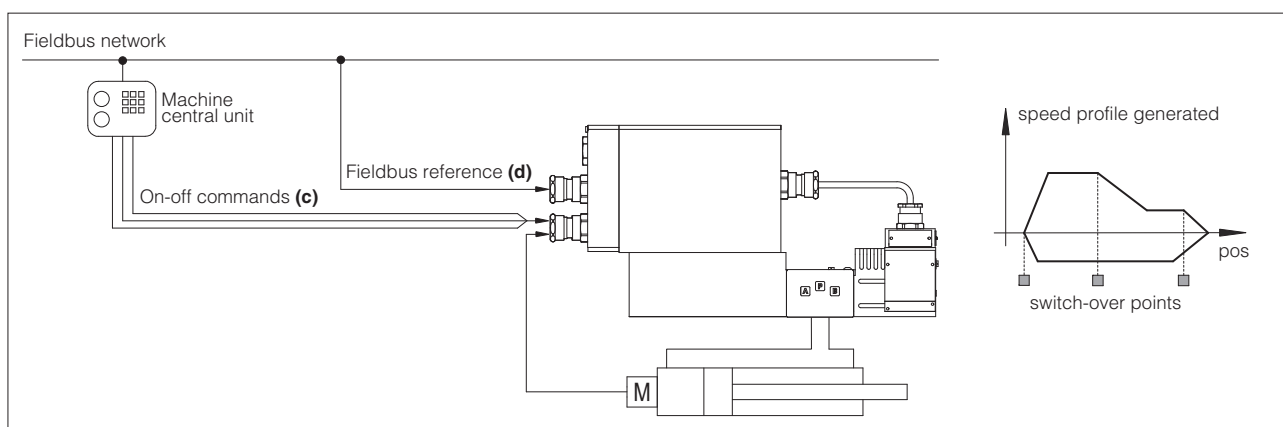 Fieldbus network
Machine
central unit
Fieldbus reference (d)
On-off commands (c)
A P B
M
speed profile generated
pos
switch-over points